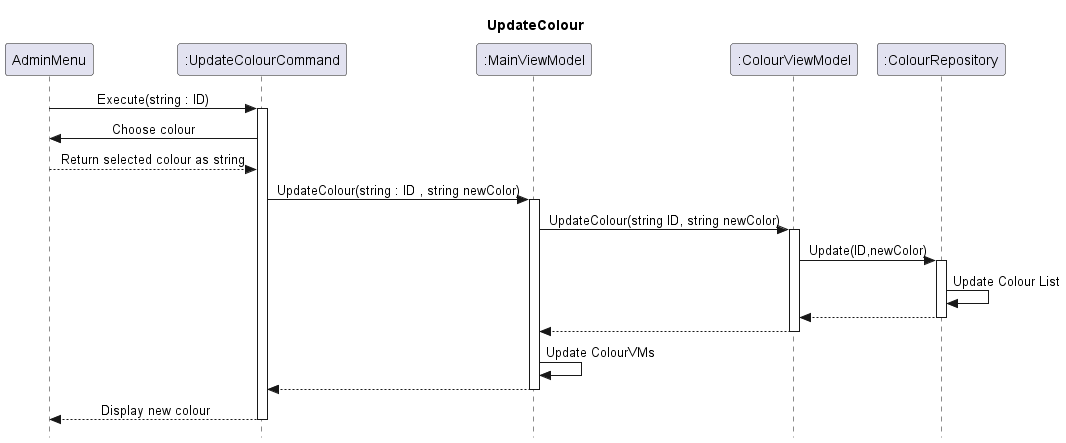 UpdateColour
AdminMenu
:UpdateColourCommand
:MainViewModel
:ColourViewModel
:ColourRepository
Execute(string : ID)
Choose colour
Return selected colour as string
UpdateColour(string : ID , string newColor)
UpdateColour(string ID, string newColor)
Update(ID,newColor)
Update Colour List
Update ColourVMs
Display new colour